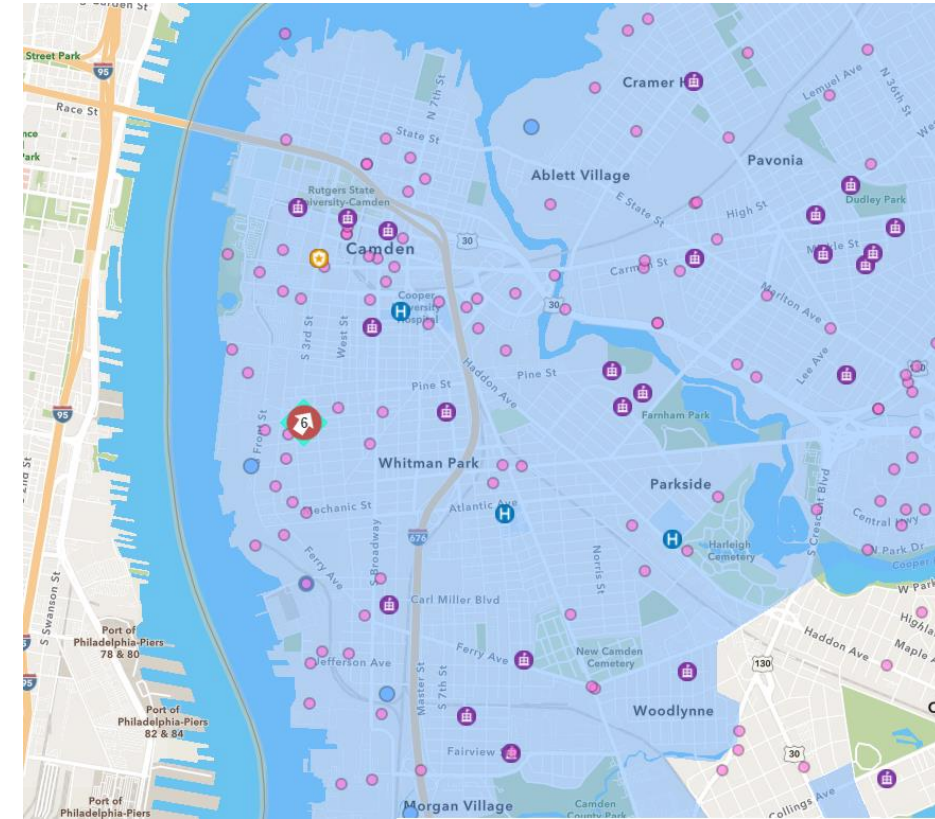 Street Park
95
Race St
Park
N 7th St
State St
Cramer H
Lemuel Ave
N 36th St
Pavonia
Ablett Village
E State St
High St
Dudley Park
Rutgers State
University-Camden
30
Camden
Carman St
Cooper
University
Hospital
30
Marlton Ave
S 3rd St
West St
H
Haddon Ave
Lee Ave
30
Pine St
Pine St
95
Front St
6
Farnham Park
Whitman Park
Parkside
Mechanic St
Atlantic Ave
H
S Crescent Blvd
Central Hwy
H
Harleigh
Cemetery
676
S Broadway
Ferry Ave
Norris St
N Park Dr
Cooper
W Park
S Swanson St
Carl Miller Blvd
Port of
Philadelphia-Piers
78 & 80
Haddon Ave
Maple A
Jefferson Ave
Ferry Ave
New Camden
Cemetery
130
95
Master St
S 7th St
Port of
Philadelphia-Piers
82 & 84
Woodlynne
Fairview S
30
Port of
Philadelphia-Piers
Morgan Village
Camden
County Park
Collings Ave